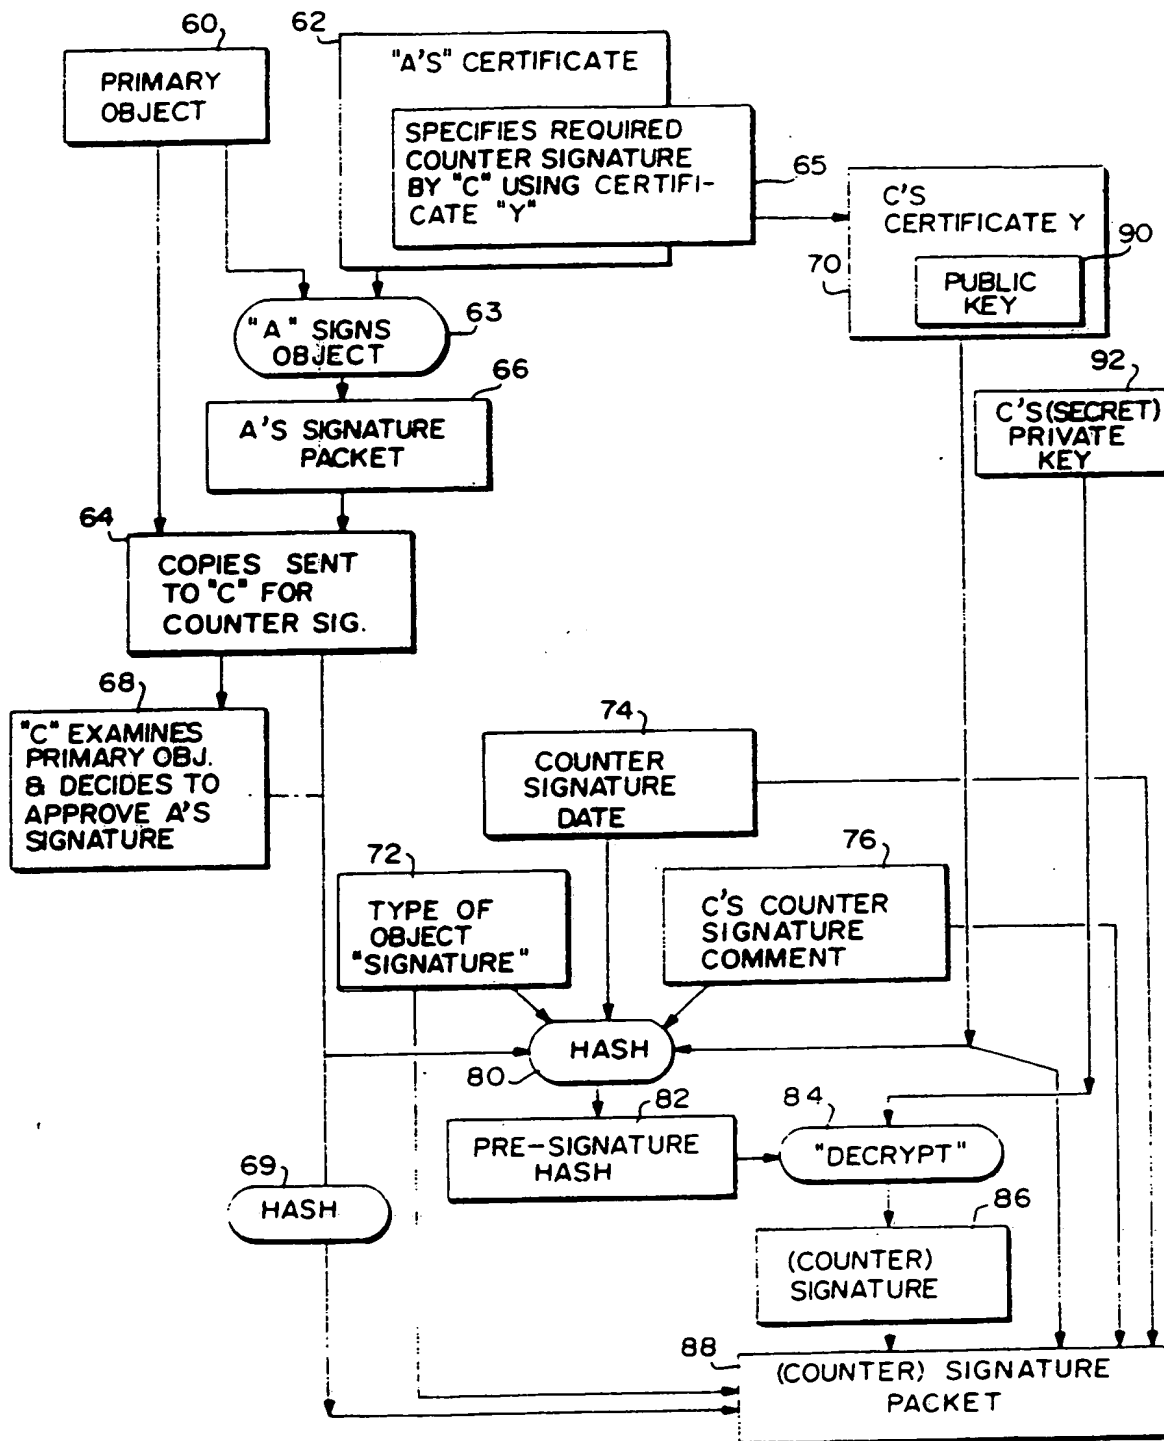 60
PRIMARY
OBJECT
62
"A'S" CERTIFICATE
SPECIFIES REQUIRED
COUNTER SIGNATURE
BY "C" USING CERTIFI-
CATE "Y"
65
C'S
CERTIFICATE Y
70
90
PUBLIC
KEY
"A" SIGNS
OBJECT
63
66
A'S SIGNATURE
PACKET
92
C'S (SECRET)
PRIVATE
KEY
64
COPIES SENT
TO "C" FOR
COUNTER SIG.
68
"C" EXAMINES
PRIMARY OBJ.
& DECIDES TO
APPROVE A'S
SIGNATURE
74
COUNTER
SIGNATURE
DATE
72
TYPE OF
OBJECT
"SIGNATURE"
76
C'S COUNTER
SIGNATURE
COMMENT
HASH
80
82
PRE-SIGNATURE
HASH
84
"DECRYPT"
69
HASH
86
(COUNTER)
SIGNATURE
88
(COUNTER) SIGNATURE
PACKET